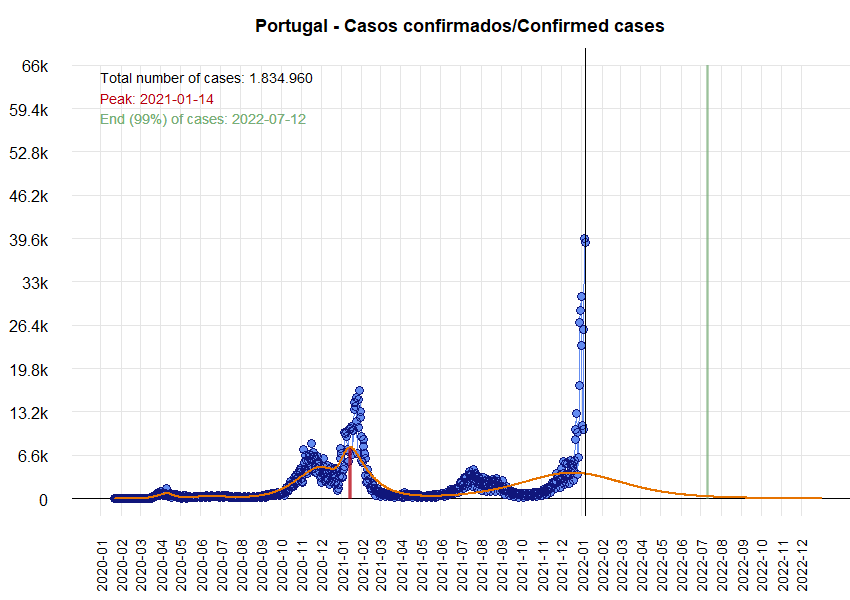 Portugal - Casos confirmados/Confirmed cases
66k
Total number of cases: 1.834.960
Peak: 2021-01-14
59.4k
End (99%) of cases: 2022-07-12
52.8k
46.2k
39.6k
33k
26.4k
19.8k
13.2k
6.6k
0
2020-01
2020-02
2020-03
2020-04
2020-05
2020-06
2020-07
2020-08
2020-09
2020-10
2020-11
2020-12
2021-01
2021-02
2021-03
2021-04
2021-05
2021-06
2021-07
2021-08
2021-09
2021-10
2021-11
2021-12
2022-01
2022-02
2022-03
2022-04
2022-05
2022-06
2022-07
2022-08
2022-09
2022-10
2022-11
2022-12